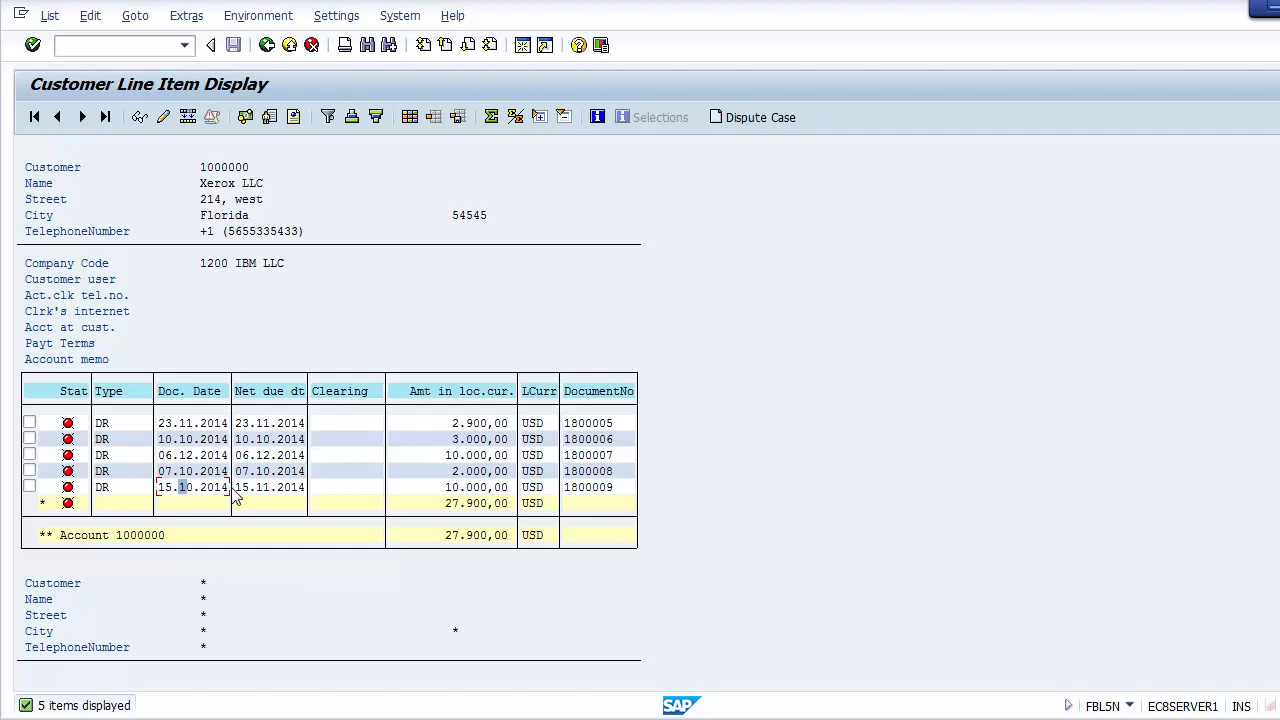 List Edit Goto Extras Environment Settings System Help
Customer Line Item Display
Selections Dispute Case
Customer 1000000
Name Xerox LLC
Street 214, west
City Florida 54545
TelephoneNumber +1 (5655335433)
Company Code 1200 IBM LLC
Customer user
Act.clk tel.no.
Clrk's internet
Acct at cust.
Payt Terms
Account memo
Stat Type Doc. Date Net due dt Clearing Amt in loc.cur. LCurr DocumentNo
DR 23.11.2014 23.11.2014 2.900,00 USD 1800005
DR 10.10.2014 10.10.2014 3.000,00 USD 1800006
DR 06.12.2014 06.12.2014 10.000,00 USD 1800007
DR 07.10.2014 07.10.2014 2.000,00 USD 1800008
DR 15.10.2014 15.11.2014 10.000,00 USD 1800009
* 27.900,00 USD
** Account 1000000 27.900,00 USD
Customer *
Name *
Street *
City * *
TelephoneNumber *
5 items displayed SAP FBL5N EC8SERVER1 INS